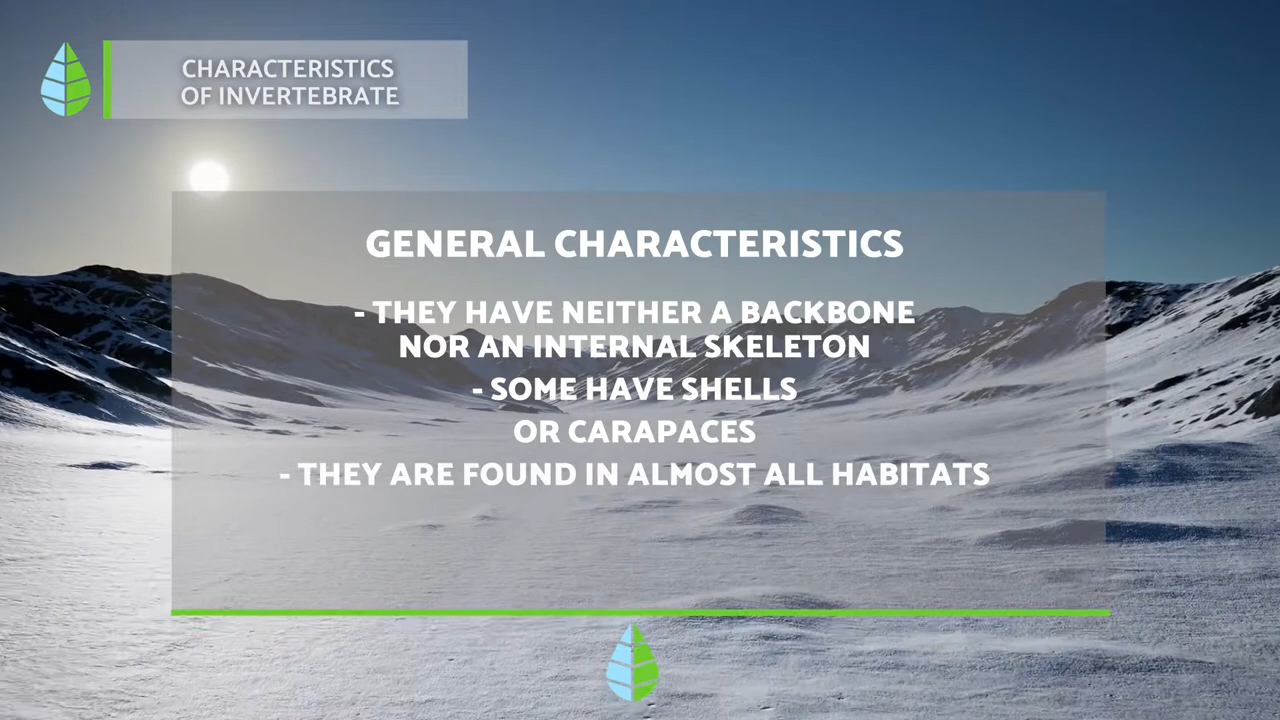 CHARACTERISTICS
OF INVERTEBRATE
GENERAL CHARACTERISTICS
- THEY HAVE NEITHER A BACKBONE
NOR AN INTERNAL SKELETON
- SOME HAVE SHELLS
OR CARAPACES
- THEY ARE FOUND IN ALMOST ALL HABITATS